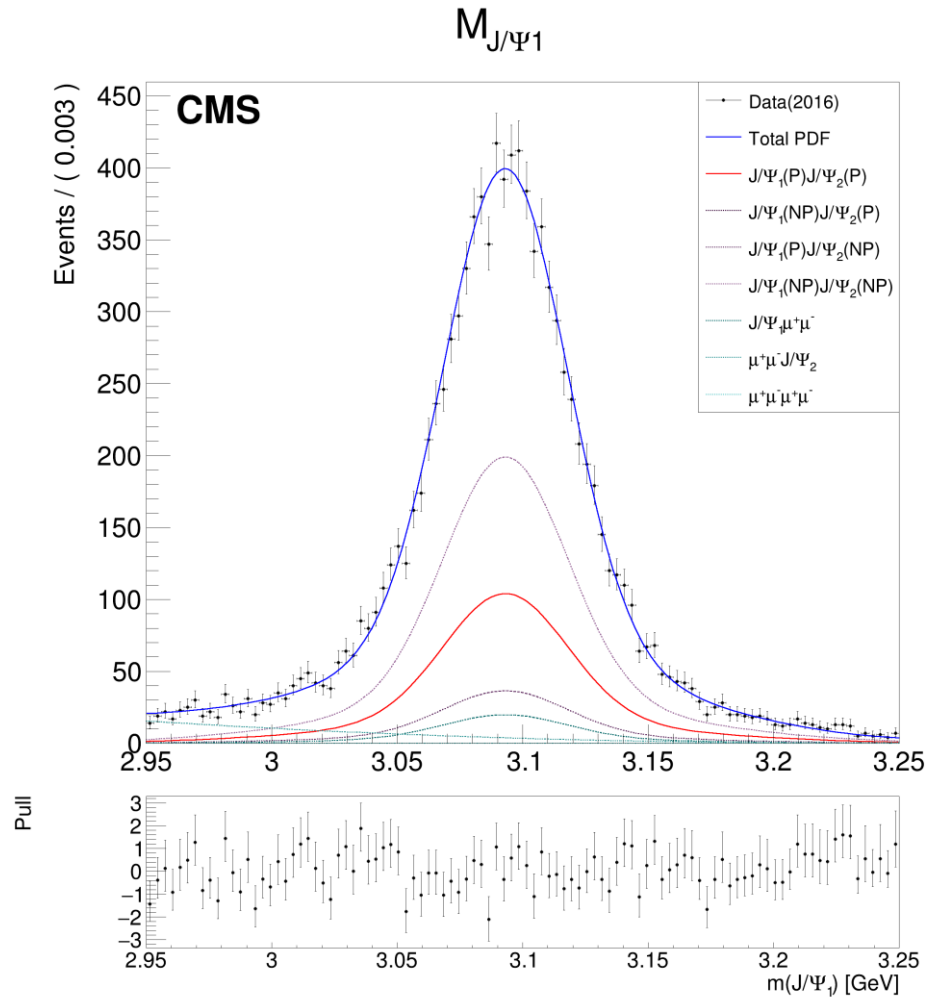 M_{J/Ψ1}
CMS
Events / ( 0.003 )
450
400
350
300
250
200
150
100
50
0
Data(2016)
Total PDF
J/Ψ₁(P)J/Ψ₂(P)
J/Ψ₁(NP)J/Ψ₂(P)
J/Ψ₁(P)J/Ψ₂(NP)
J/Ψ₁(NP)J/Ψ₂(NP)
J/Ψ₁μ⁺μ⁻
μ⁺μ⁻J/Ψ₂
μ⁺μ⁻μ⁺μ⁻
2.95 3 3.05 3.1 3.15 3.2 3.25
Pull
3
2
1
0
−1
−2
−3
2.95 3 3.05 3.1 3.15 3.2 3.25
m(J/Ψ₁) [GeV]